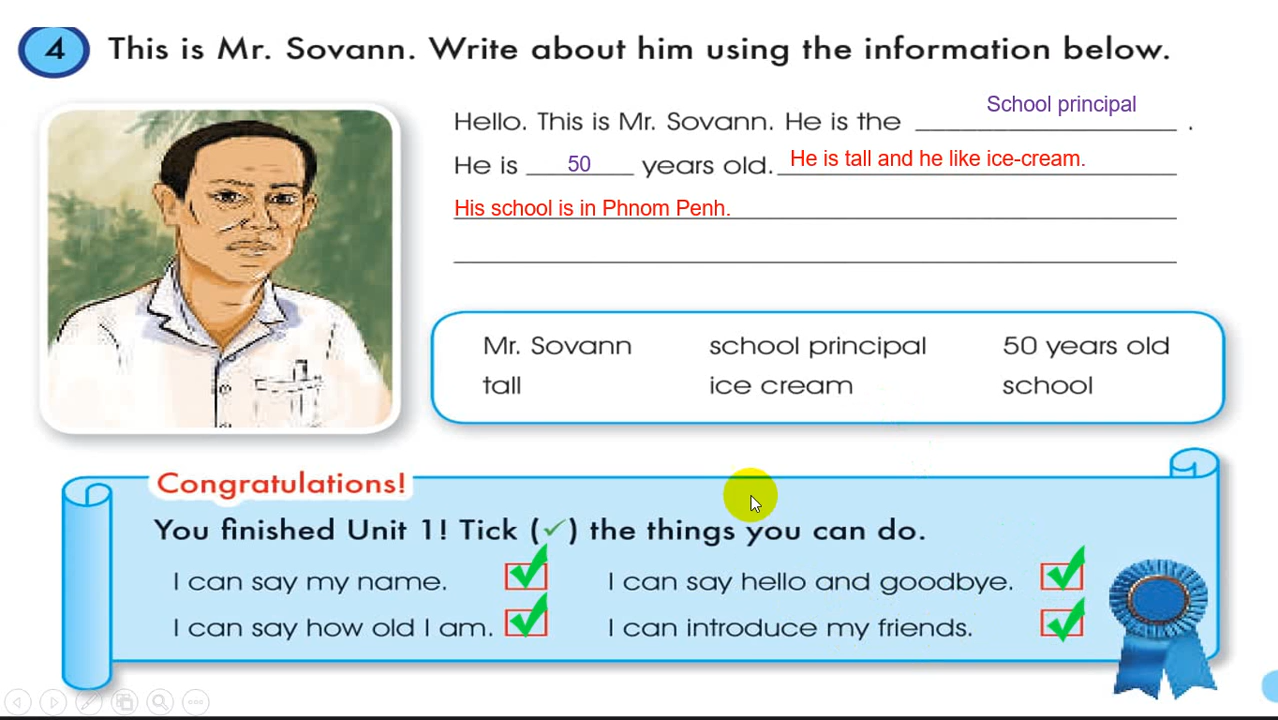 4 This is Mr. Sovann. Write about him using the information below.
School principal
Hello. This is Mr. Sovann. He is the ____________ .
He is 50 years old. He is tall and he like ice-cream.
His school is in Phnom Penh.
Mr. Sovann school principal 50 years old
tall ice cream school
Congratulations!
You finished Unit 1! Tick (✓) the things you can do.
I can say my name. ✓ I can say hello and goodbye. ✓
I can say how old I am. ✓ I can introduce my friends. ✓